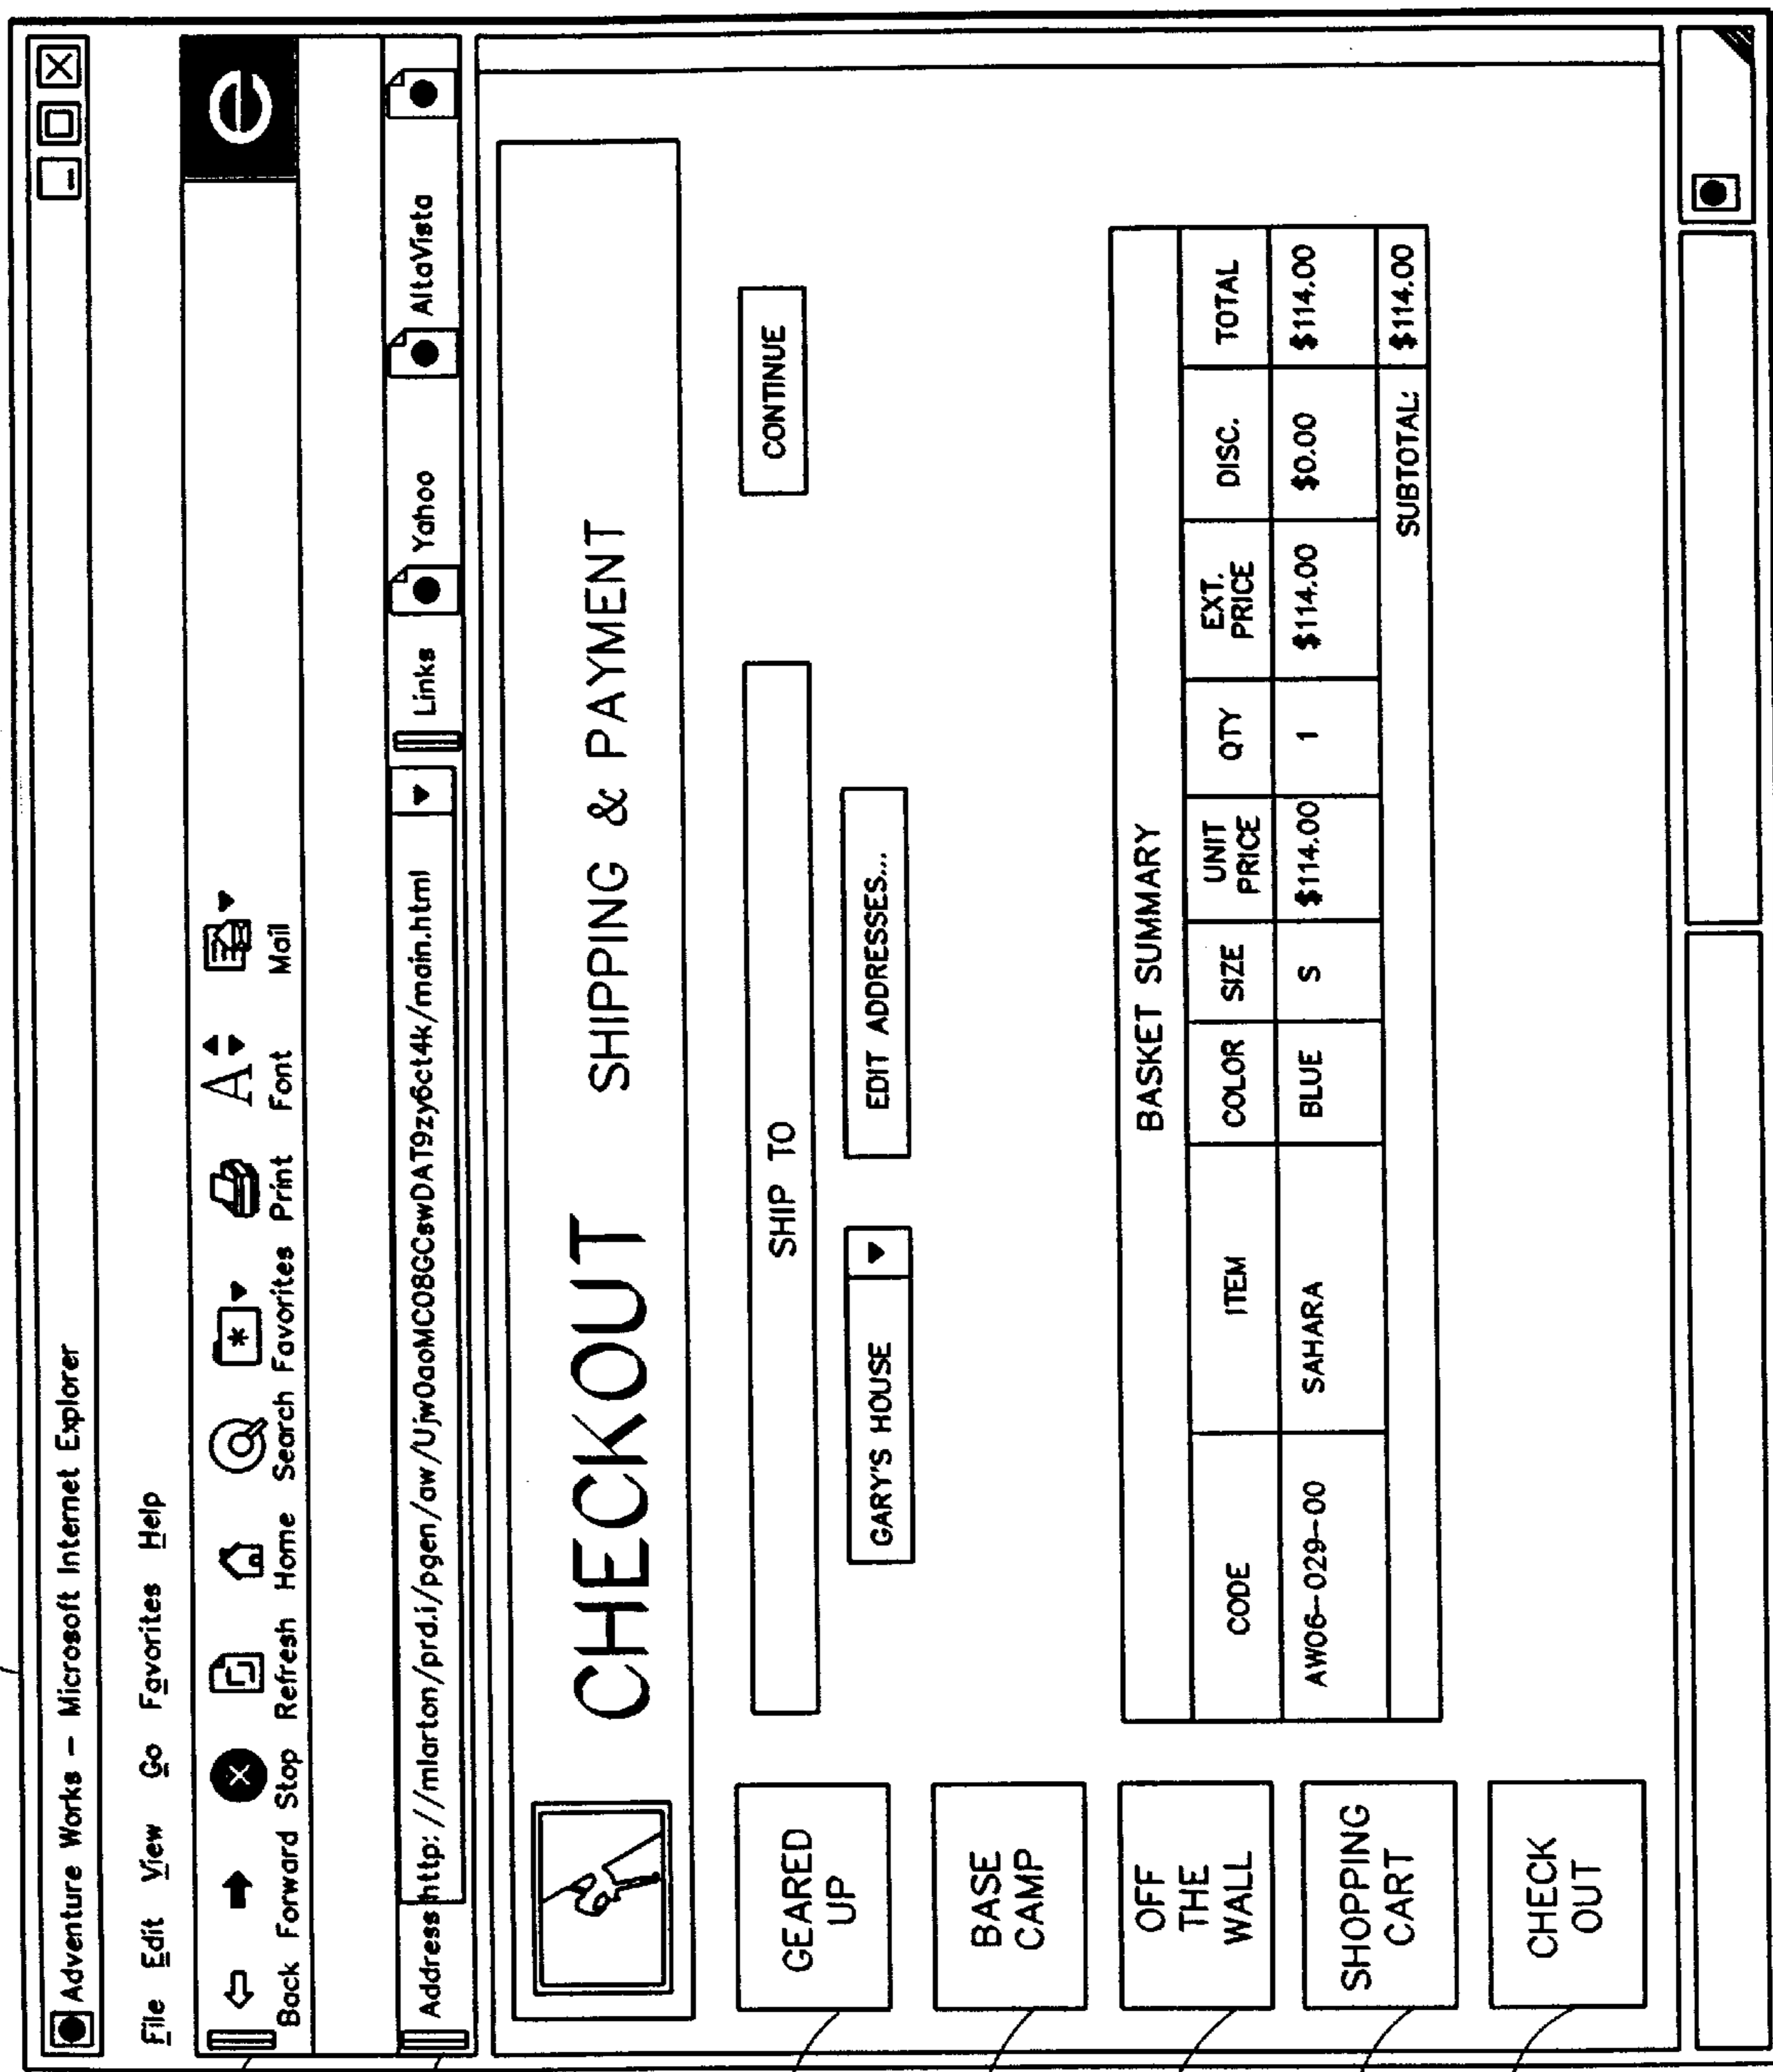 Adventure Works — Microsoft Internet Explorer
File Edit View Go Favorites Help
Back Forward Stop Refresh Home Search Favorites Print Font Mail
Address http://mlarton/prd.i/pgen/aw/Ujw0aoMC08GCswDAT9zy6ct4k/main.html Links Yahoo AltaVista
CHECKOUT SHIPPING & PAYMENT
GEARED UP
BASE CAMP
OFF THE WALL
SHOPPING CART
CHECK OUT
SHIP TO
CONTINUE
GARY'S HOUSE EDIT ADDRESSES...
BASKET SUMMARY
CODE ITEM COLOR SIZE UNIT PRICE QTY EXT. PRICE DISC. TOTAL
AW06-029-00 SAHARA BLUE S $114.00 1 $114.00 $0.00 $114.00
SUBTOTAL: $114.00